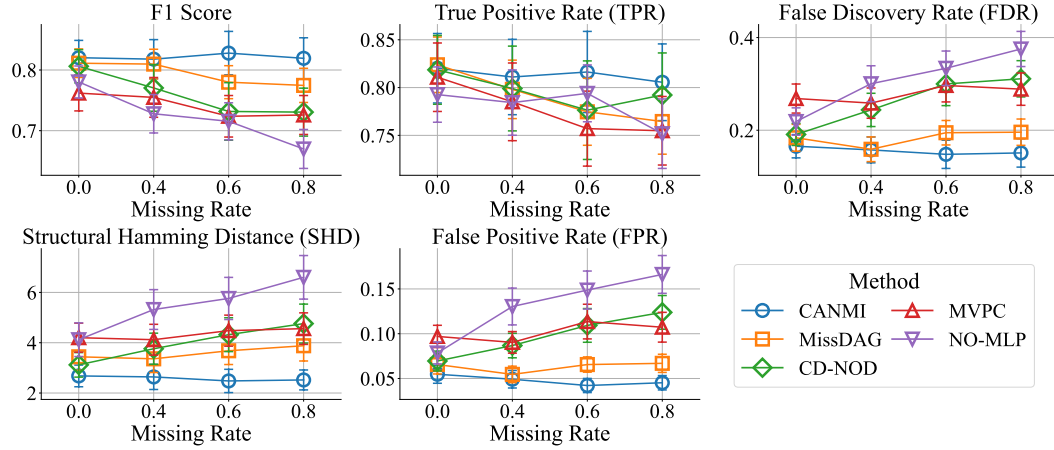 F1 Score
0.8
0.7
0.0 0.4 0.6 0.8
Missing Rate
True Positive Rate (TPR)
0.85
0.80
0.75
0.0 0.4 0.6 0.8
Missing Rate
False Discovery Rate (FDR)
0.4
0.2
0.0 0.4 0.6 0.8
Missing Rate
Structural Hamming Distance (SHD)
6
4
2
0.0 0.4 0.6 0.8
Missing Rate
False Positive Rate (FPR)
0.15
0.10
0.05
0.0 0.4 0.6 0.8
Missing Rate
Method
CANMI
MissDAG
CD-NOD
MVPC
NO-MLP